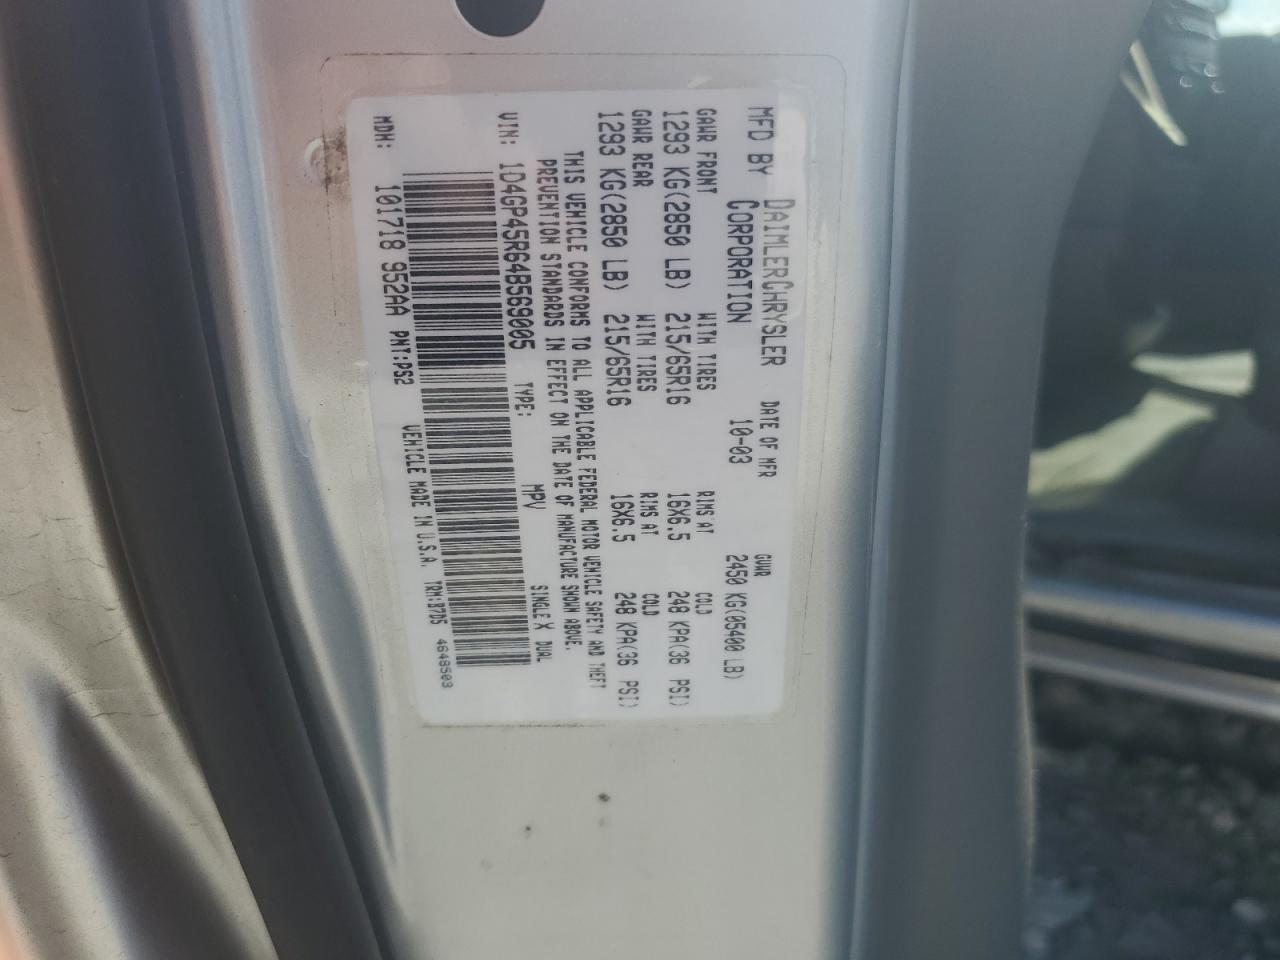 MFD BY DAIMLERCHRYSLER CORPORATION
DATE OF MFR 10-03
GVWR 2450 KG(05400 LB)
GAWR FRONT WITH TIRES RIMS AT COLD
1293 KG(2850 LB) 215/65R16 16X6.5 248 KPA(36 PSI)
GAWR REAR WITH TIRES RIMS AT COLD
1293 KG(2850 LB) 215/65R16 16X6.5 248 KPA(36 PSI)
THIS VEHICLE CONFORMS TO ALL APPLICABLE FEDERAL MOTOR VEHICLE SAFETY AND THEFT
PREVENTION STANDARDS IN EFFECT ON THE DATE OF MANUFACTURE SHOWN ABOVE.
VIN: 1D4GP45R64B569005 TYPE: MPV SINGLE X DUAL
MDH: 101718 952AA PNT:PS2 VEHICLE MADE IN U.S.A. TRM:B7D5 4648503